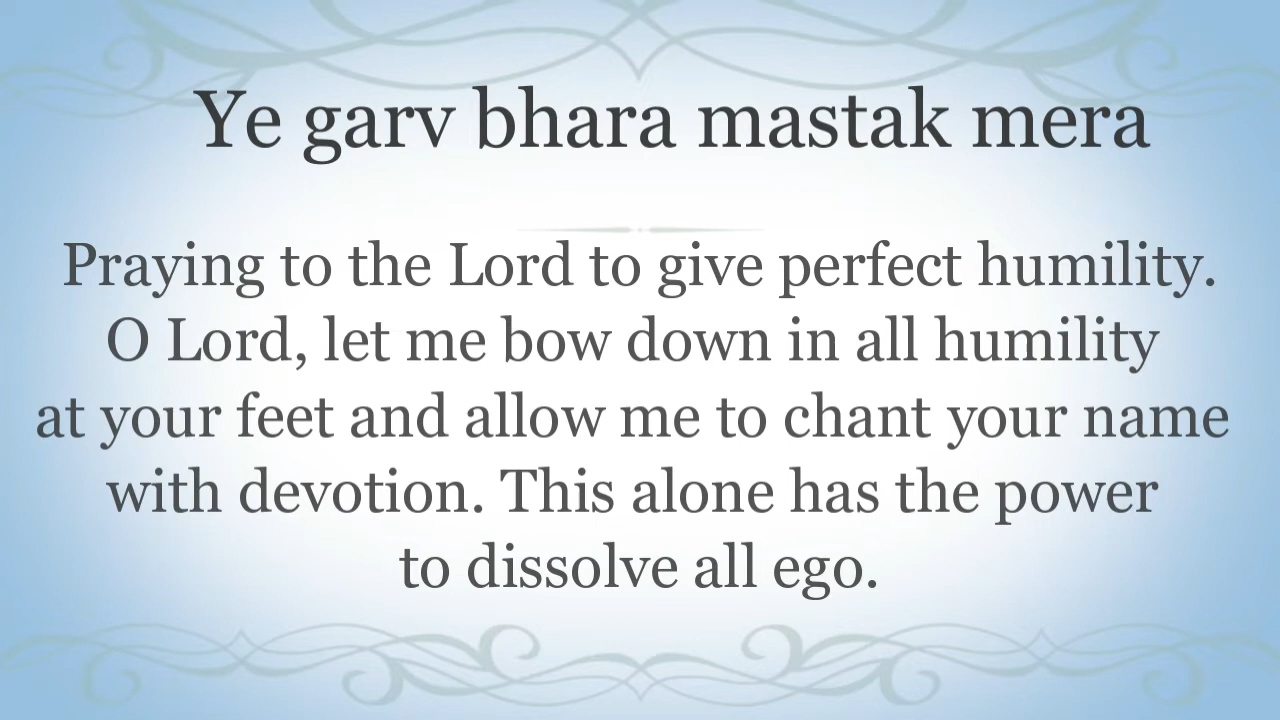 Ye garv bhara mastak mera
Praying to the Lord to give perfect humility.
O Lord, let me bow down in all humility
at your feet and allow me to chant your name
with devotion. This alone has the power
to dissolve all ego.